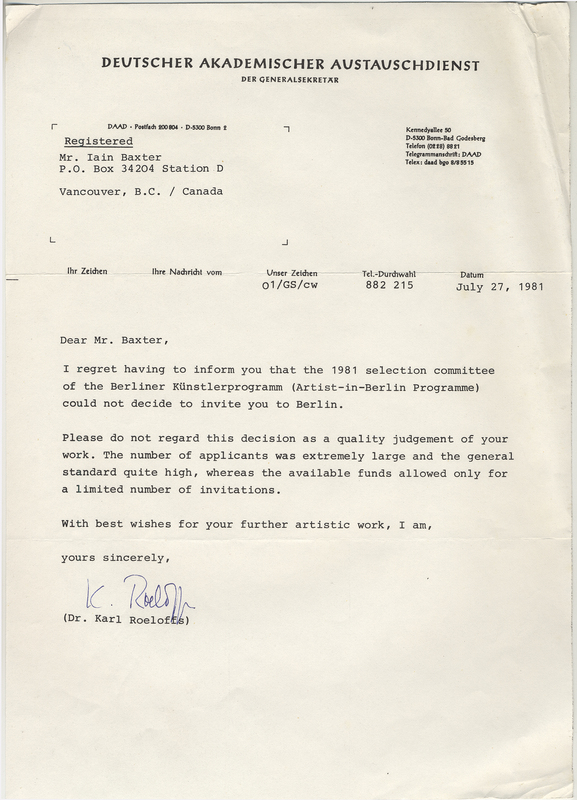 DEUTSCHER AKADEMISCHER AUSTAUSCHDIENST
DER GENERALSEKRETÄR
DAAD - Postfach 200 804 - D-5300 Bonn 2
Kennedyallee 50
D-5300 Bonn-Bad Godesberg
Telefon (0228) 88 21
Telegrammanschrift: DAAD
Telex: daad bgo 8/855 15
Registered
Mr. Iain Baxter
P.O. Box 34204 Station D
Vancouver, B.C. / Canada
Ihr Zeichen Ihre Nachricht vom Unser Zeichen Tel.-Durchwahl Datum
01/GS/cw 882 215 July 27, 1981
Dear Mr. Baxter,
I regret having to inform you that the 1981 selection committee
of the Berliner Künstlerprogramm (Artist-in-Berlin Programme)
could not decide to invite you to Berlin.
Please do not regard this decision as a quality judgement of your
work. The number of applicants was extremely large and the general
standard quite high, whereas the available funds allowed only for
a limited number of invitations.
With best wishes for your further artistic work, I am,
yours sincerely,
K. Roeloffs
(Dr. Karl Roeloffs)